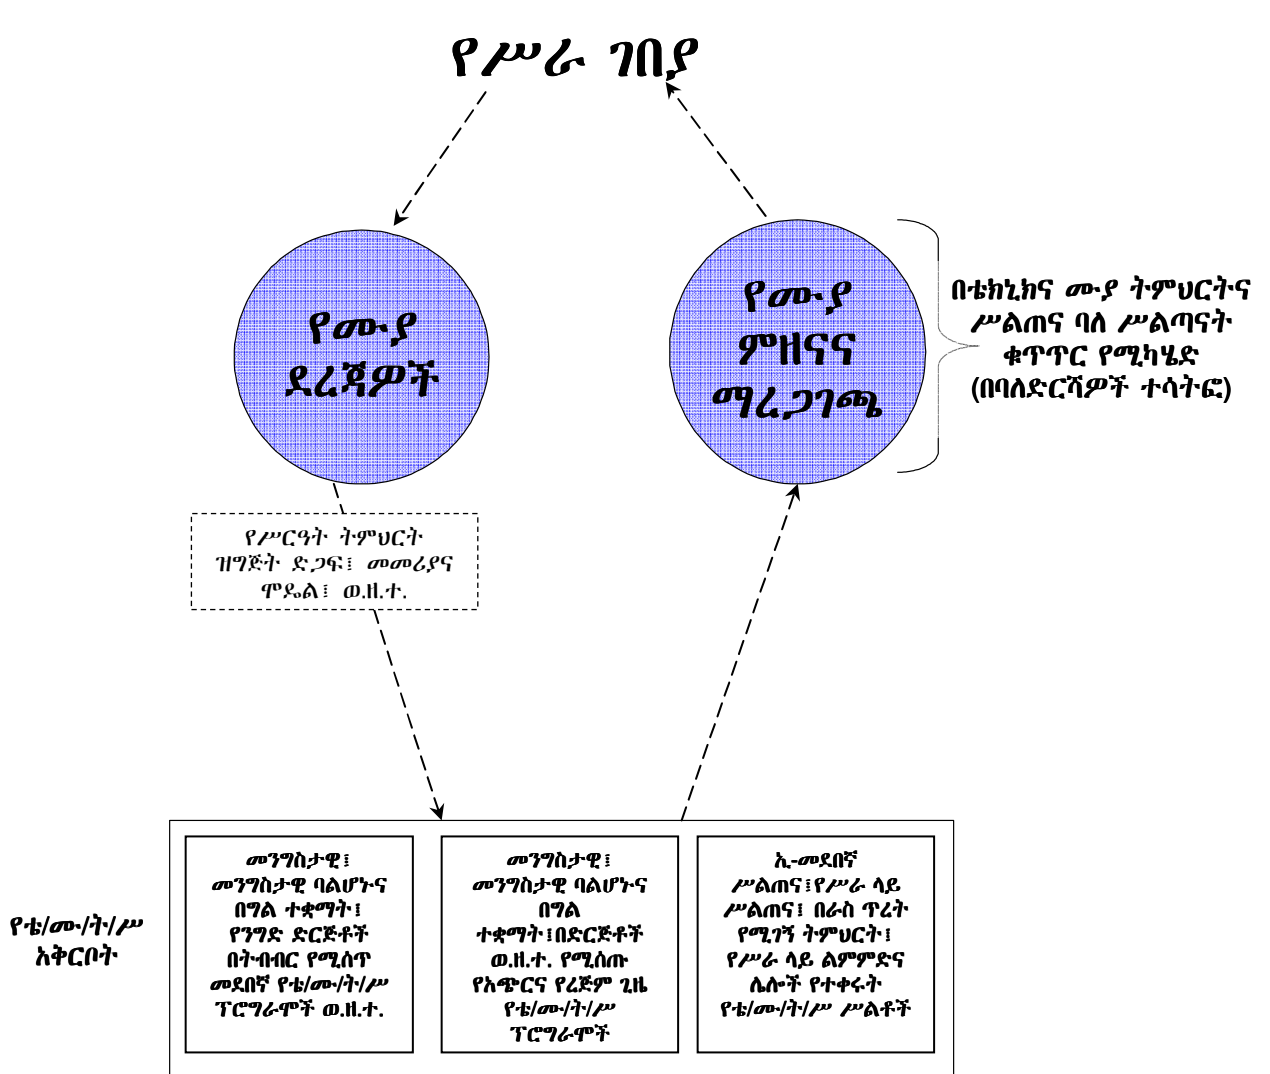 የሥራ ገበያ
የሙያ
ደረጃዎች
የሙያ
ምዘናና
ማረጋገጫ
በቴክኒክና ሙያ ትምህርትና
ሥልጠና ባለ ሥልጣናት
ቁጥጥር የሚካሄድ
(በባለድርሻዎች ተሳትፎ)
የሥርዓት ትምህርት
ዝግጅት ድጋፍ፤ መመሪያና
ሞዴል፤ ወ.ዘ.ተ.
የቴ/ሙ/ት/ሥ
አቅርቦት
መንግስታዊ፤
መንግስታዊ ባልሆኑና
በግል ተቋማት፤
የንግድ ድርጅቶች
በትብብር የሚሰጥ
መደበኛ የቴ/ሙ/ት/ሥ
ፕሮግራሞች ወ.ዘ.ተ.
መንግስታዊ፤
መንግስታዊ ባልሆኑና
በግል
ተቋማት፤በድርጅቶች
ወ.ዘ.ተ. የሚሰጡ
የአጭርና የረጅም ጊዜ
የቴ/ሙ/ት/ሥ
ፕሮግራሞች
ኢ-መደበኛ
ሥልጠና፤የሥራ ላይ
ሥልጠና፤ በራስ ጥረት
የሚገኝ ትምህርት፤
የሥራ ላይ ልምምድና
ሌሎች የተቀሩት
የቴ/ሙ/ት/ሥ ሥልቶች